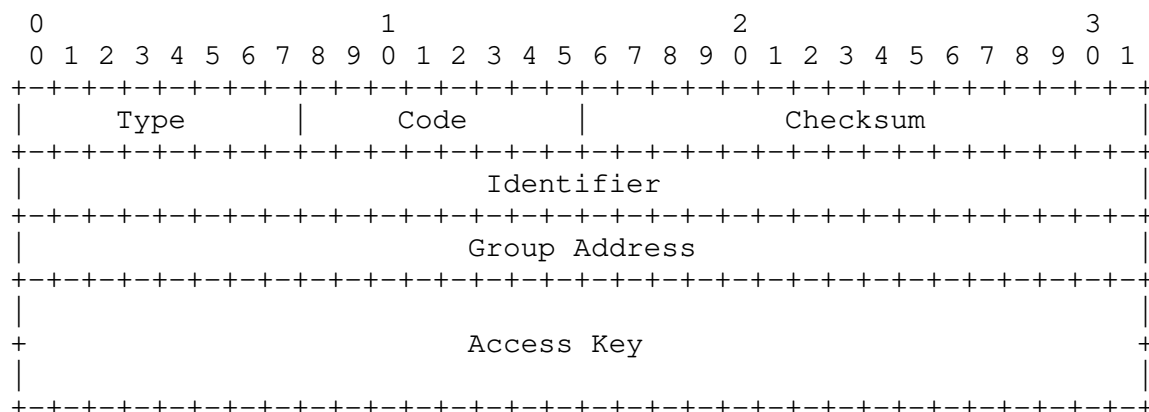 0                   1                   2                   3
 0 1 2 3 4 5 6 7 8 9 0 1 2 3 4 5 6 7 8 9 0 1 2 3 4 5 6 7 8 9 0 1
+-+-+-+-+-+-+-+-+-+-+-+-+-+-+-+-+-+-+-+-+-+-+-+-+-+-+-+-+-+-+-+-+
|     Type      |     Code      |           Checksum            |
+-+-+-+-+-+-+-+-+-+-+-+-+-+-+-+-+-+-+-+-+-+-+-+-+-+-+-+-+-+-+-+-+
|                          Identifier                           |
+-+-+-+-+-+-+-+-+-+-+-+-+-+-+-+-+-+-+-+-+-+-+-+-+-+-+-+-+-+-+-+-+
|                         Group Address                         |
+-+-+-+-+-+-+-+-+-+-+-+-+-+-+-+-+-+-+-+-+-+-+-+-+-+-+-+-+-+-+-+-+
|                                                               |
+                         Access Key                            +
|                                                               |
+-+-+-+-+-+-+-+-+-+-+-+-+-+-+-+-+-+-+-+-+-+-+-+-+-+-+-+-+-+-+-+-+